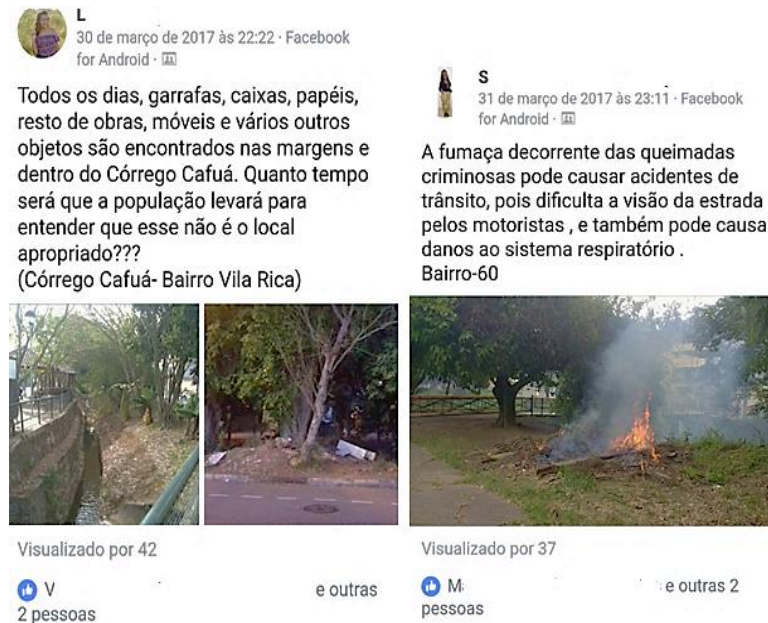 L
30 de março de 2017 às 22:22 · Facebook
for Android ·
Todos os dias, garrafas, caixas, papéis,
resto de obras, móveis e vários outros
objetos são encontrados nas margens e
dentro do Córrego Cafuá. Quanto tempo
será que a população levará para
entender que esse não é o local
apropriado???
(Córrego Cafuá- Bairro Vila Rica)
Visualizado por 42
V e outras
2 pessoas
S
31 de março de 2017 às 23:11 · Facebook
for Android ·
A fumaça decorrente das queimadas
criminosas pode causar acidentes de
trânsito, pois dificulta a visão da estrada
pelos motoristas , e também pode causa
danos ao sistema respiratório .
Bairro-60
Visualizado por 37
M e outras 2
pessoas